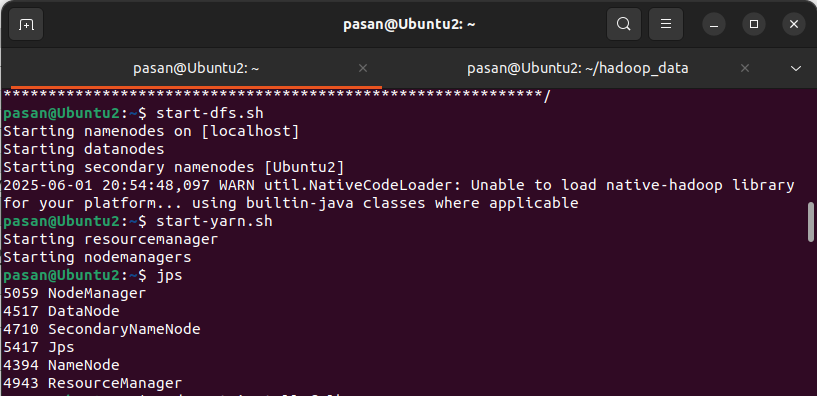 pasan@Ubuntu2: ~
pasan@Ubuntu2: ~
pasan@Ubuntu2: ~/hadoop_data
************************************************************/
pasan@Ubuntu2:~$ start-dfs.sh
Starting namenodes on [localhost]
Starting datanodes
Starting secondary namenodes [Ubuntu2]
2025-06-01 20:54:48,097 WARN util.NativeCodeLoader: Unable to load native-hadoop library
for your platform... using builtin-java classes where applicable
pasan@Ubuntu2:~$ start-yarn.sh
Starting resourcemanager
Starting nodemanagers
pasan@Ubuntu2:~$ jps
5059 NodeManager
4517 DataNode
4710 SecondaryNameNode
5417 Jps
4394 NameNode
4943 ResourceManager